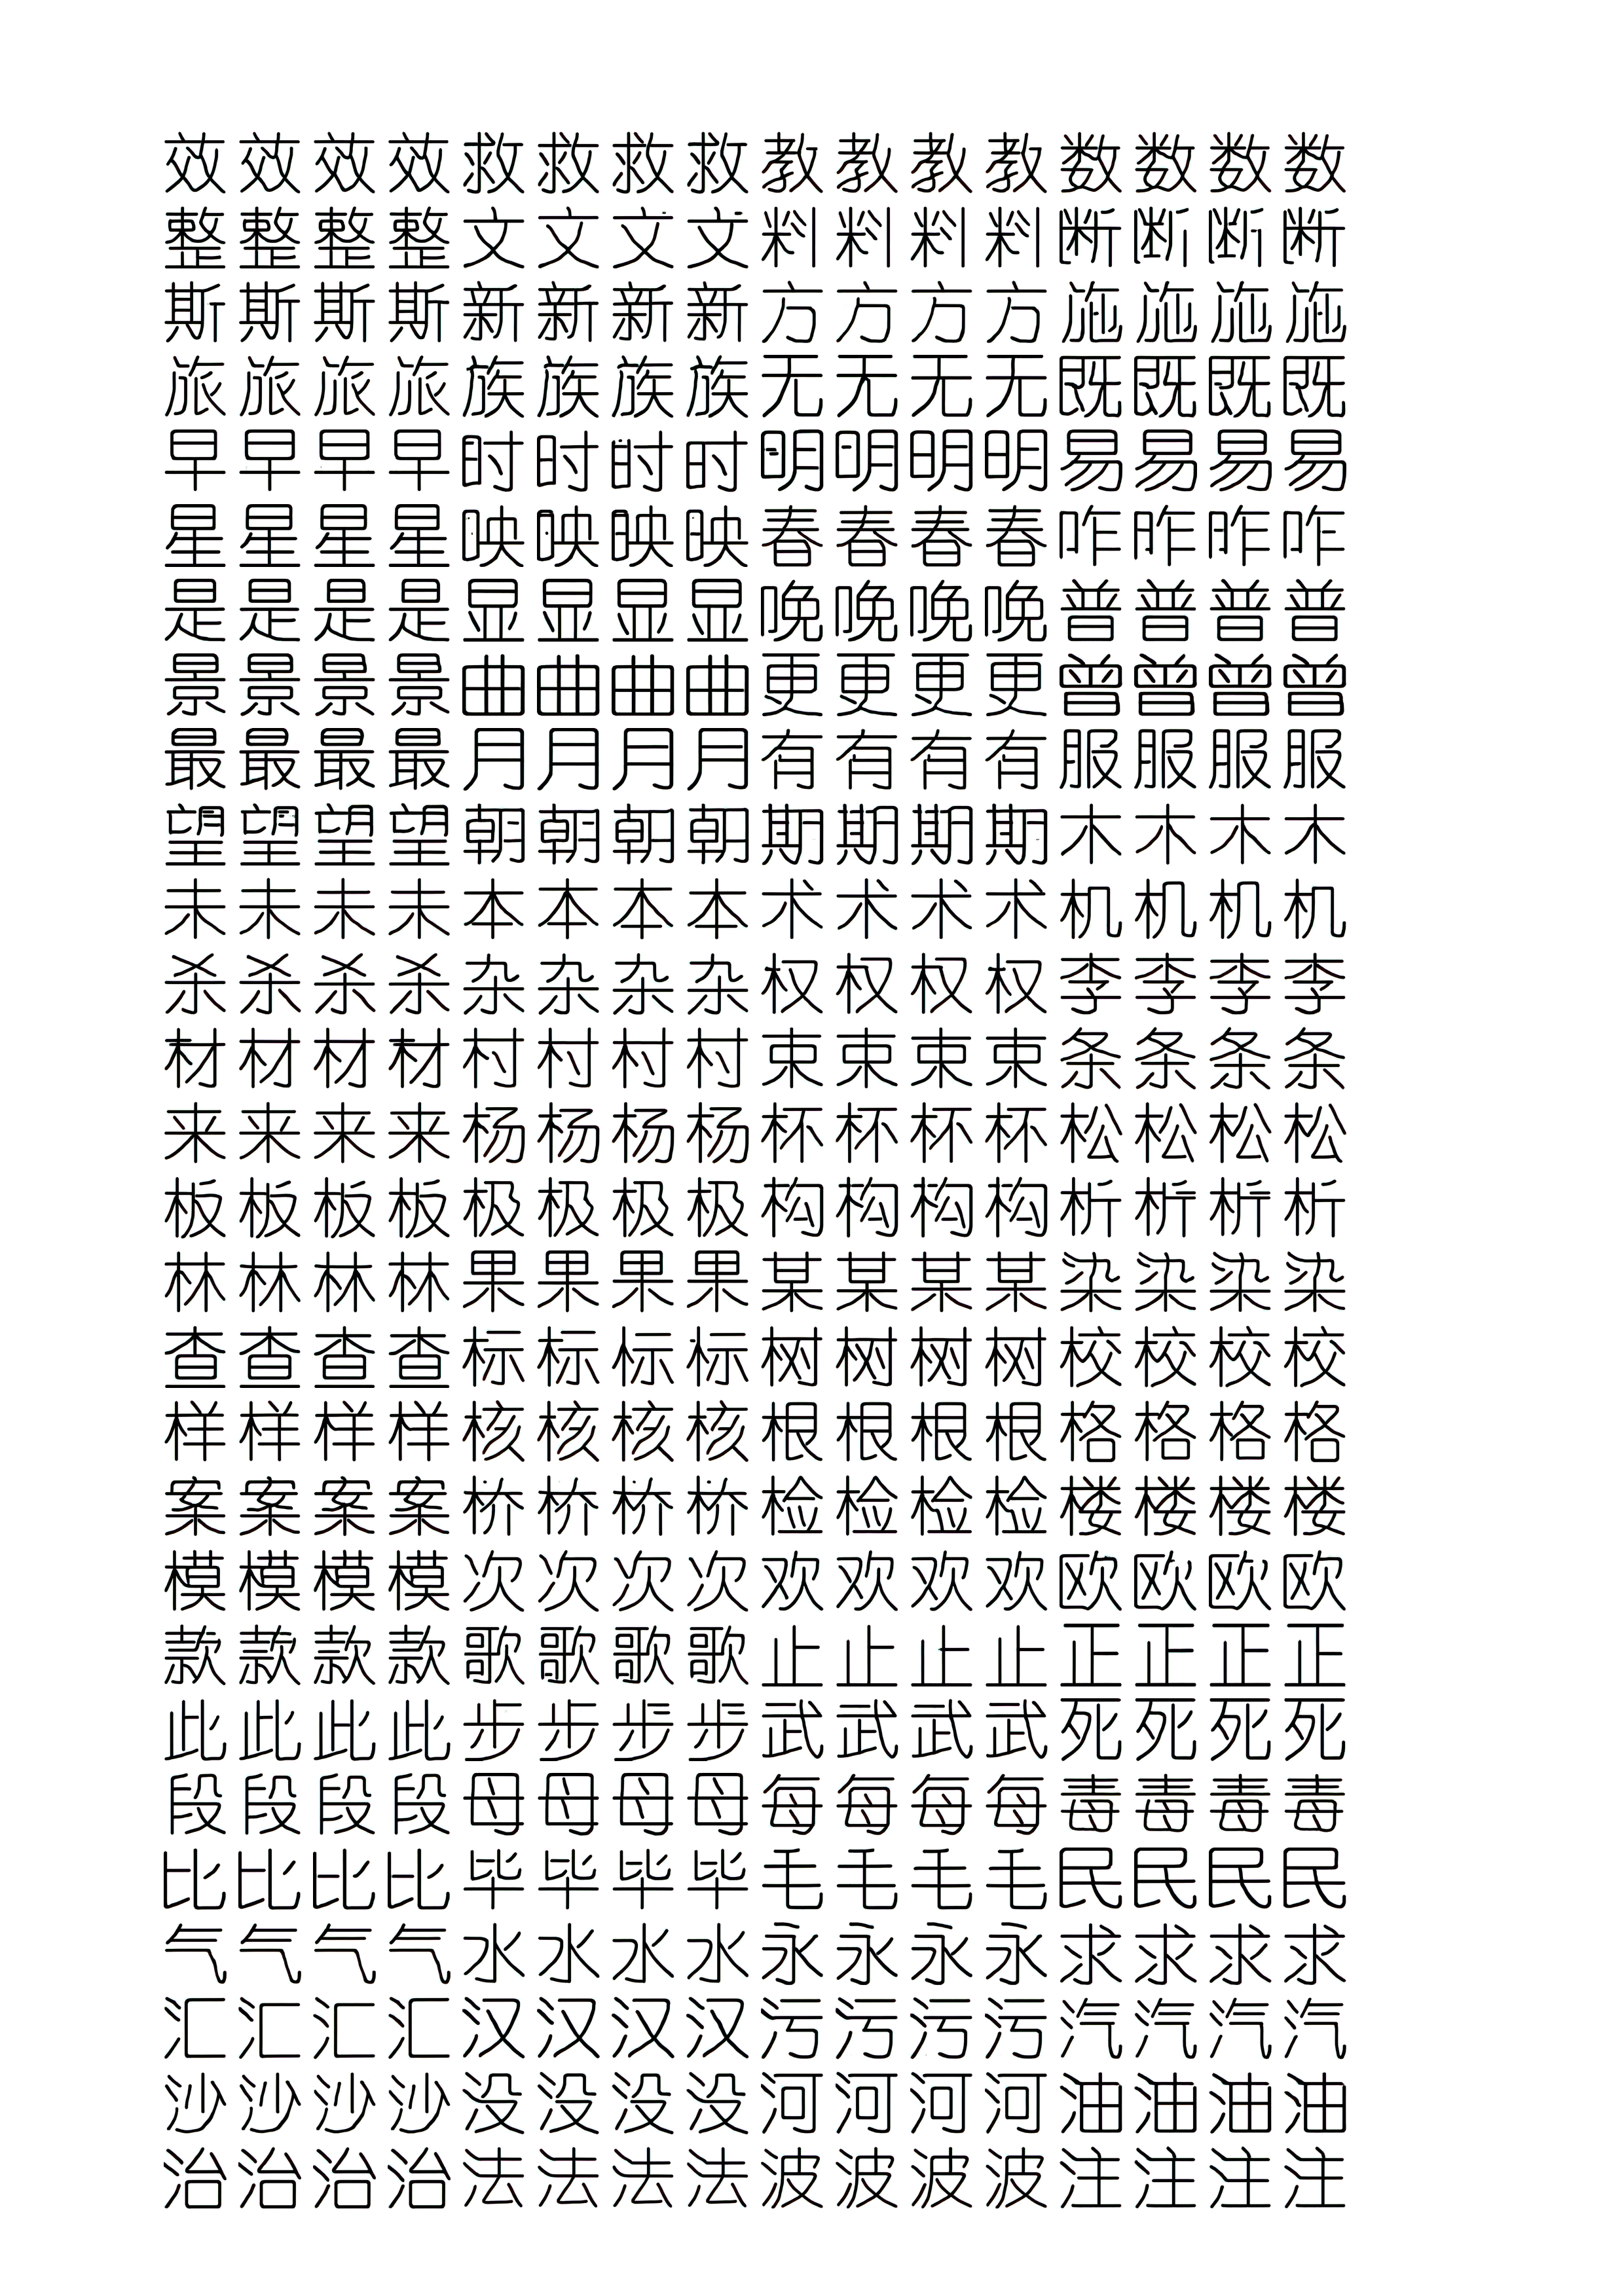 效效效效救救救救教教教教数数数数
整整整整文文文文料料料料断断断断
斯斯斯斯新新新新方方方方施施施施
旅旅旅旅族族族族无无无无既既既既
早早早早时时时时明明明明易易易易
星星星星映映映映春春春春昨昨昨昨
是是是是显显显显晚晚晚晚普普普普
景景景景曲曲曲曲更更更更曾曾曾曾
最最最最月月月月有有有有服服服服
望望望望朝朝朝朝期期期期木木木木
未未未未本本本本术术术术机机机机
杀杀杀杀杂杂杂杂权权权权李李李李
材材材材村村村村束束束束条条条条
来来来来杨杨杨杨杯杯杯杯松松松松
板板板板极极极极构构构构析析析析
林林林林果果果果某某某某染染染染
查查查查标标标标树树树树校校校校
样样样样核核核核根根根根格格格格
案案案案桥桥桥桥检检检检楼楼楼楼
模模模模次次次次欢欢欢欢欧欧欧欧
款款款款歌歌歌歌止止止止正正正正
此此此此步步步步武武武武死死死死
段段段段母母母母每每每每毒毒毒毒
比比比比毕毕毕毕毛毛毛毛民民民民
气气气气水水水水永永永永求求求求
汇汇汇汇汉汉汉汉污污污污汽汽汽汽
沙沙沙沙没没没没河河河河油油油油
治治治治法法法法波波波波注注注注